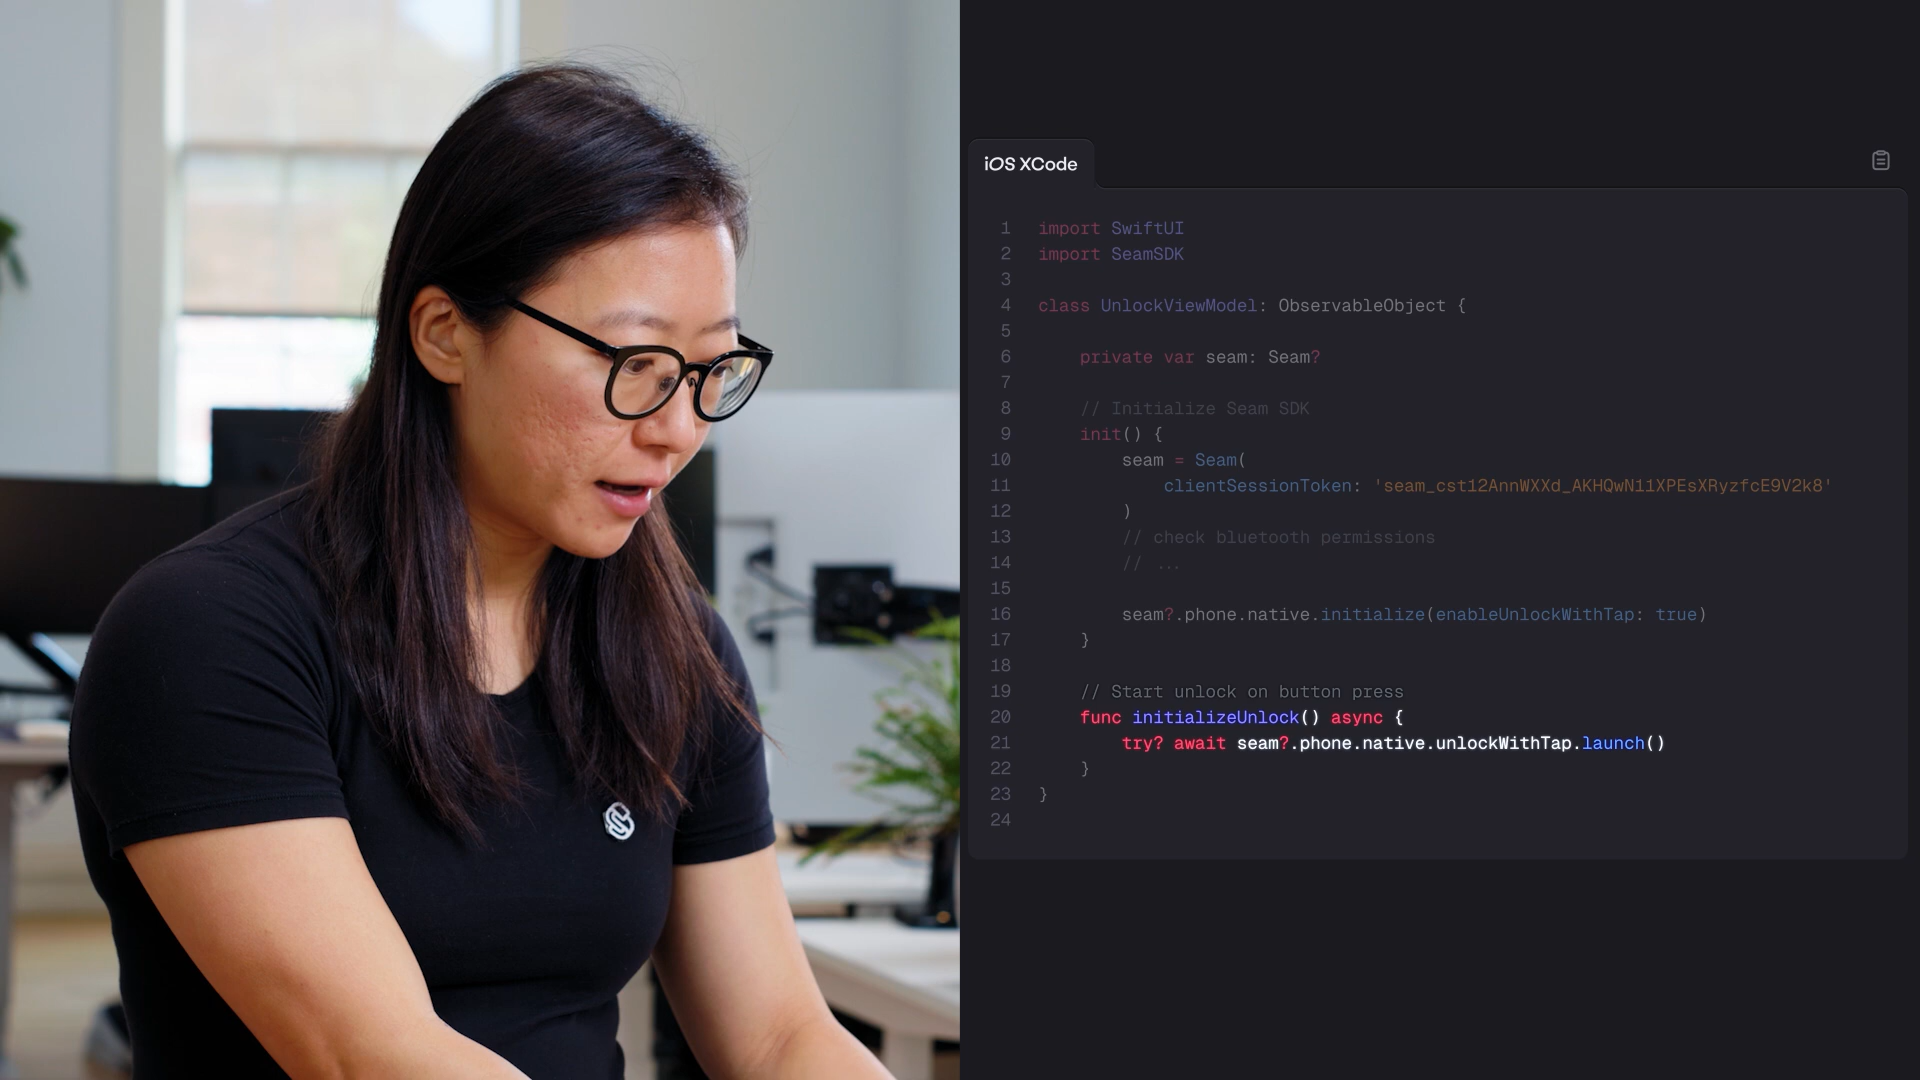 iOS XCode
1 import SwiftUI
2 import SeamSDK
3
4 class UnlockViewModel: ObservableObject {
5
6 private var seam: Seam?
7
8 // Initialize Seam SDK
9 init() {
10 seam = Seam(
11 clientSessionToken: 'seam_cst12AnnWXXd_AKHQwN11XPEsXRyzfcE9V2k8'
12 )
13 // check bluetooth permissions
14 // ...
15
16 seam?.phone.native.initialize(enableUnlockWithTap: true)
17 }
18
19 // Start unlock on button press
20 func initializeUnlock() async {
21 try? await seam?.phone.native.unlockWithTap.launch()
22 }
23 }
24